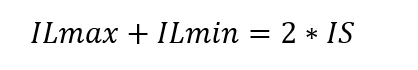 ILmax + ILmin = 2 * IS